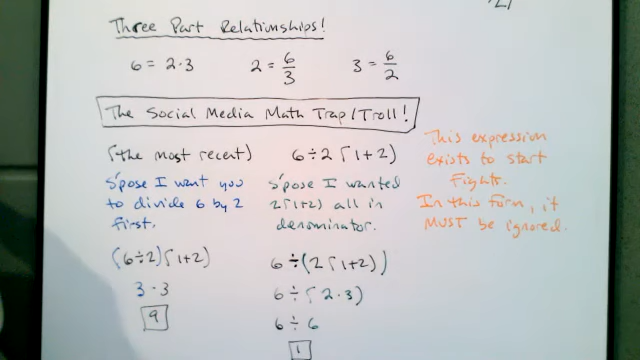 Three Part Relationships!
6 = 2·3 2 = 6/3 3 = 6/2
The Social Media Math Trap/Troll!
(the most recent) 6÷2(1+2)
S'pose I want you
to divide 6 by 2
first.
(6÷2)(1+2)
3·3
9
S'pose I wanted
2(1+2) all in
denominator.
6÷(2(1+2))
6÷(2·3)
6÷6
1
This expression
exists to start
Fights.
In this form, it
MUST be ignored.